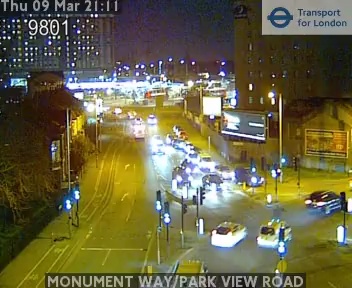 Thu 09 Mar 21:11
9801
Transport
for London
MONUMENT WAY/PARK VIEW ROAD